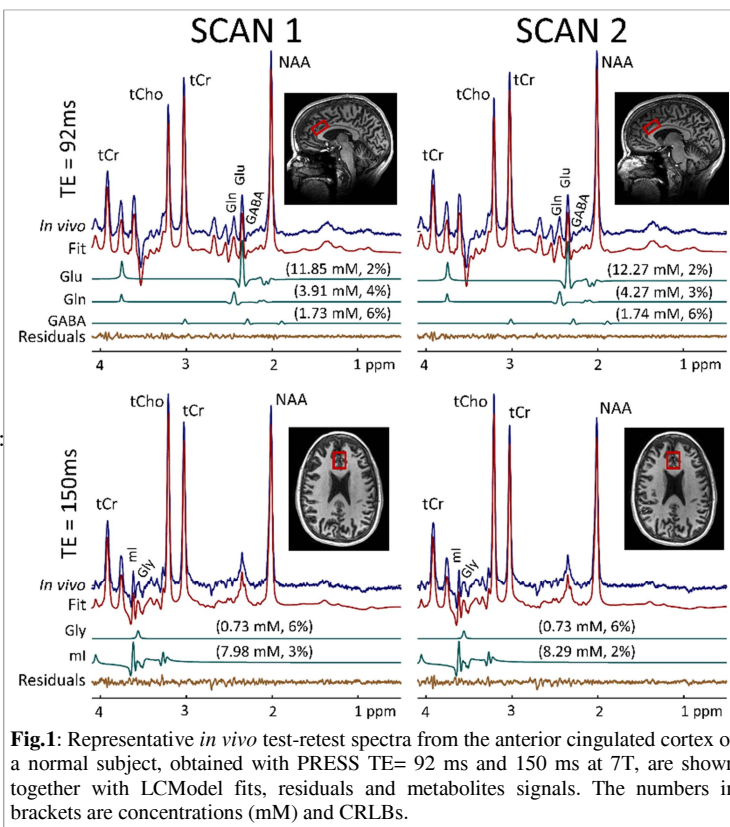 SCAN 1
SCAN 2
TE = 92ms
tCr
tCho
tCr
NAA
Gln
Glu
GABA
tCr
tCho
tCr
NAA
Gln
Glu
GABA
In vivo
Fit
Glu
(11.85 mM, 2%)
(12.27 mM, 2%)
Gln
(3.91 mM, 4%)
(4.27 mM, 3%)
GABA
(1.73 mM, 6%)
(1.74 mM, 6%)
Residuals
4 3 2 1 ppm
4 3 2 1 ppm
:
TE = 150ms
tCr
mI
Gly
tCho
tCr
NAA
tCr
mI
Gly
tCho
tCr
NAA
In vivo
Fit
Gly
(0.73 mM, 6%)
(0.73 mM, 6%)
mI
(7.98 mM, 3%)
(8.29 mM, 2%)
Residuals
4 3 2 1 ppm
4 3 2 1 ppm
Fig.1: Representative in vivo test-retest spectra from the anterior cingulated cortex o
a normal subject, obtained with PRESS TE= 92 ms and 150 ms at 7T, are shown
together with LCModel fits, residuals and metabolites signals. The numbers in
brackets are concentrations (mM) and CRLBs.